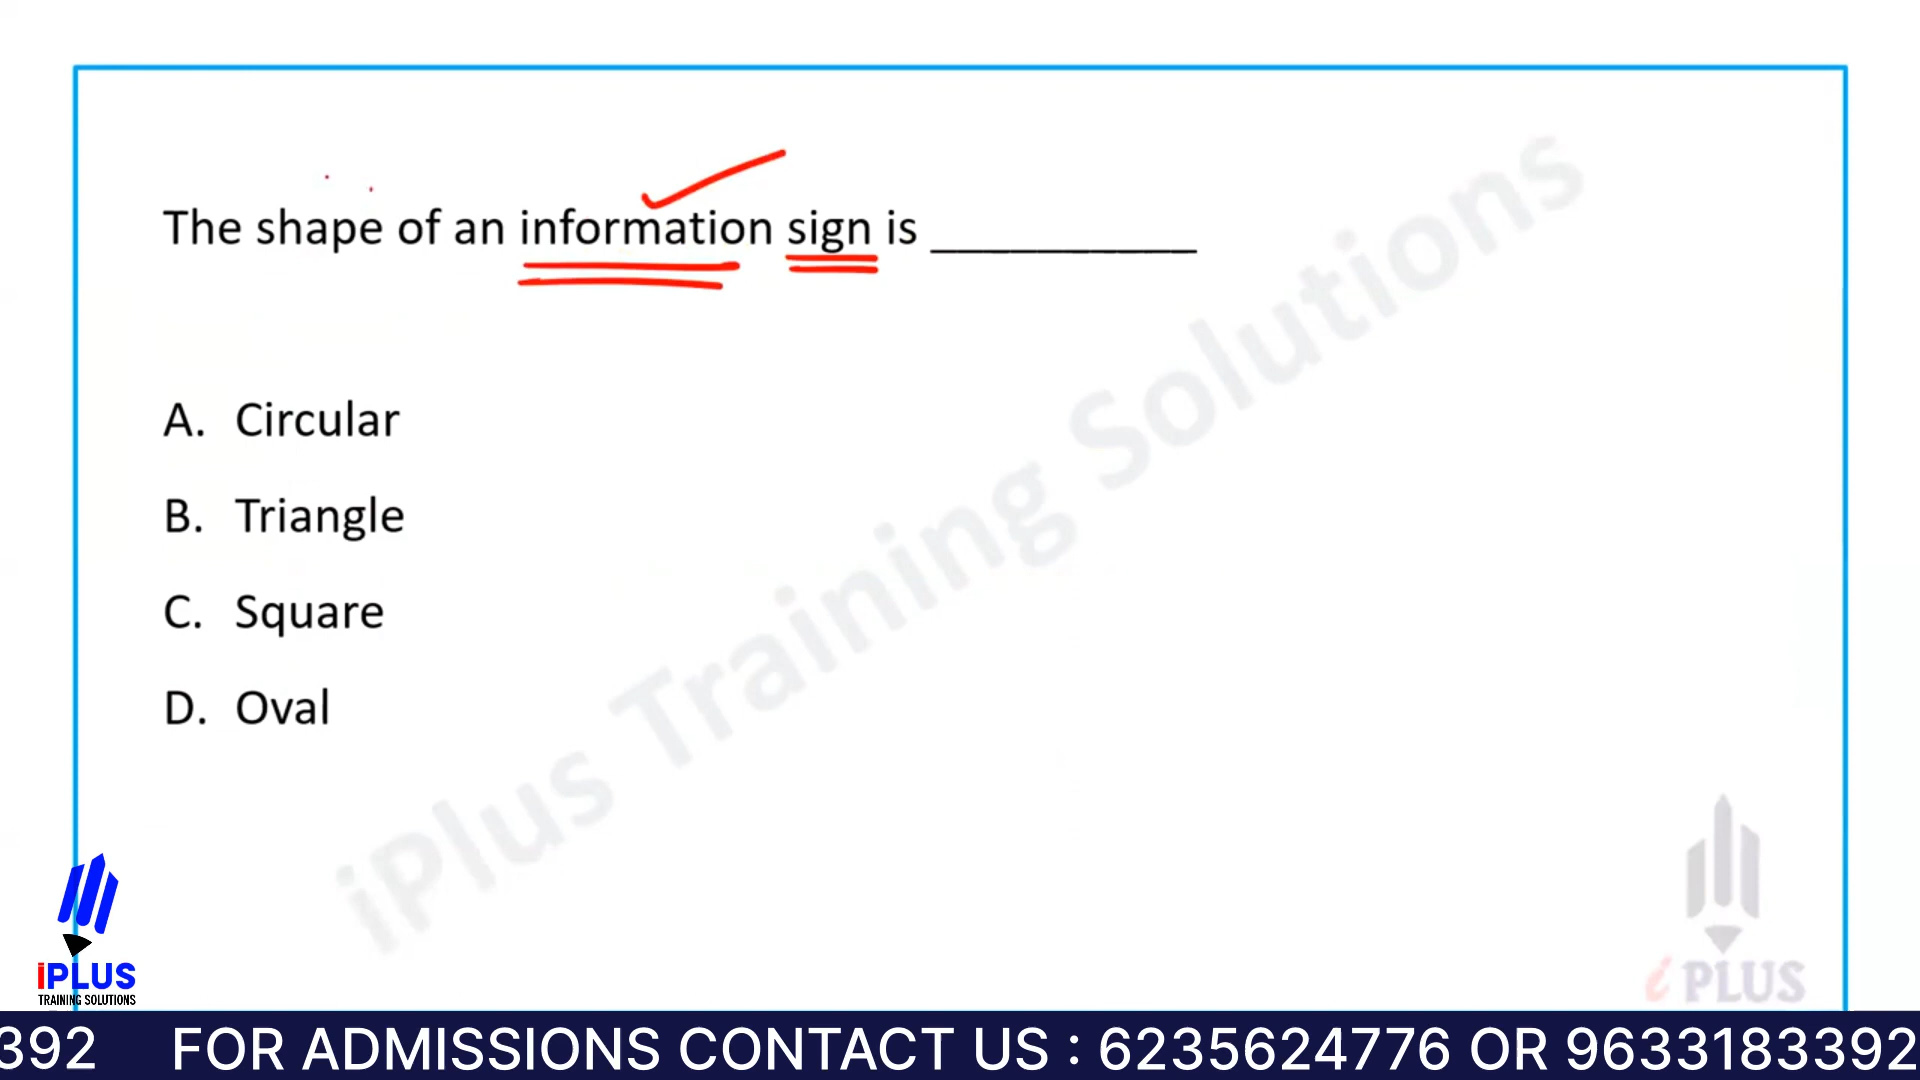 The shape of an information sign is __________
A. Circular
B. Triangle
C. Square
D. Oval
iPlus Training Solutions
iPLUS
TRAINING SOLUTIONS
i PLUS
392 FOR ADMISSIONS CONTACT US : 6235624776 OR 9633183392